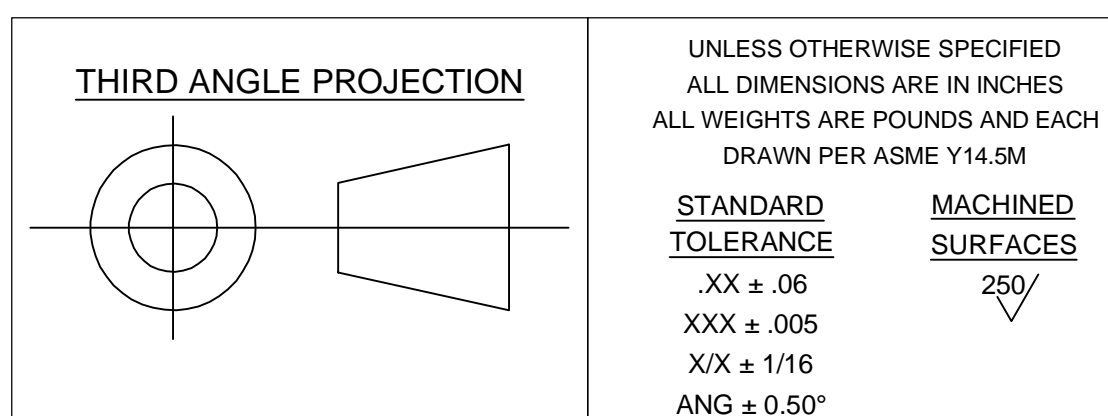 THIRD ANGLE PROJECTION
UNLESS OTHERWISE SPECIFIED
ALL DIMENSIONS ARE IN INCHES
ALL WEIGHTS ARE POUNDS AND EACH
DRAWN PER ASME Y14.5M
STANDARD
TOLERANCE
.XX ± .06
XXX ± .005
X/X ± 1/16
ANG ± 0.50°
MACHINED
SURFACES
250